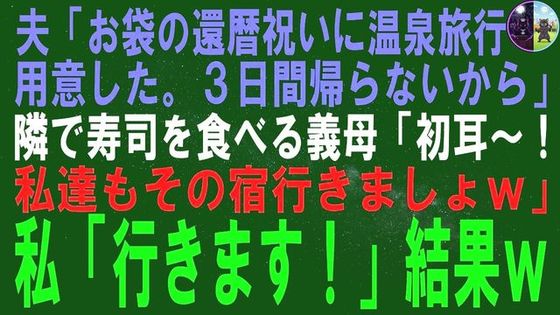 夫「お袋の還暦祝いに温泉旅行
用意した。３日間帰らないから」
隣で寿司を食べる義母「初耳～！
私達もその宿行きましょｗ」
私「行きます！」結果ｗ